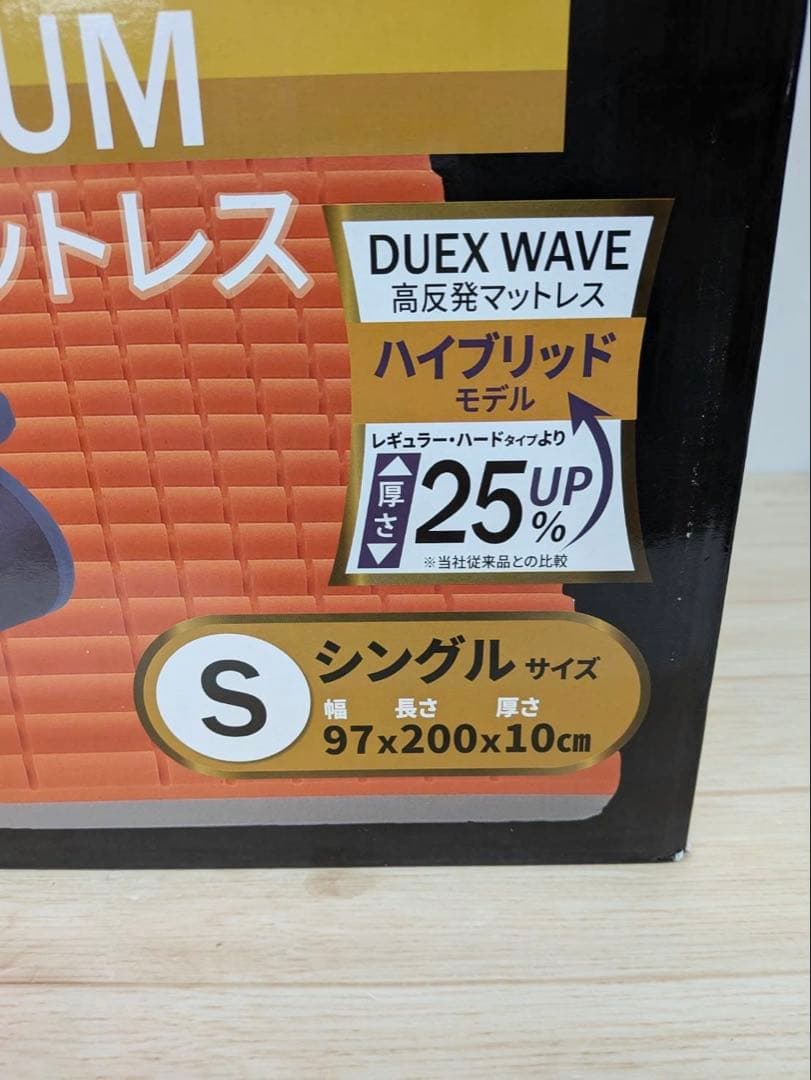 UM
ットレス
DUEX WAVE
高反発マットレス
ハイブリッド
モデル
レギュラー・ハードタイプより
厚さ
25%UP
※当社従来品との比較
S
シングルサイズ
幅 長さ 厚さ
97x200x10cm